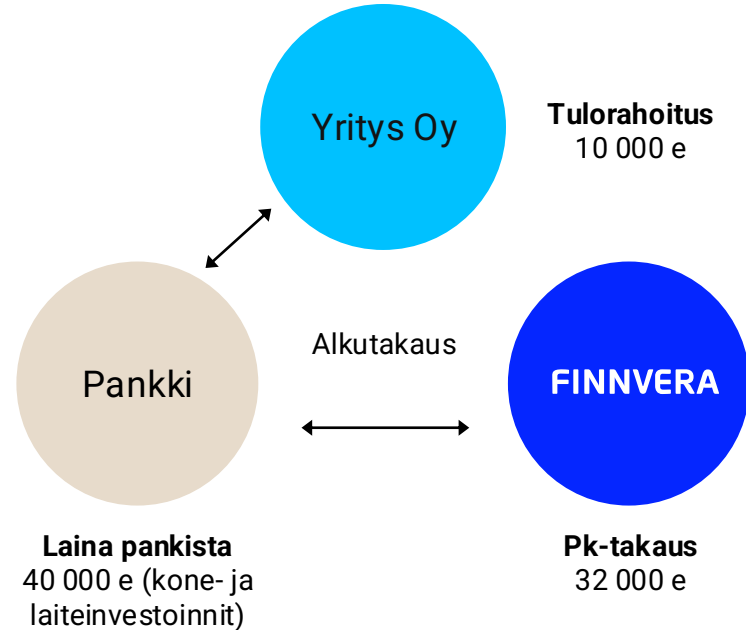 Yritys Oy
Tulorahoitus
10 000 e
Pankki
Alkutakaus
FINNVERA
Laina pankista
40 000 e (kone- ja
laiteinvestoinnit)
Pk-takaus
32 000 e